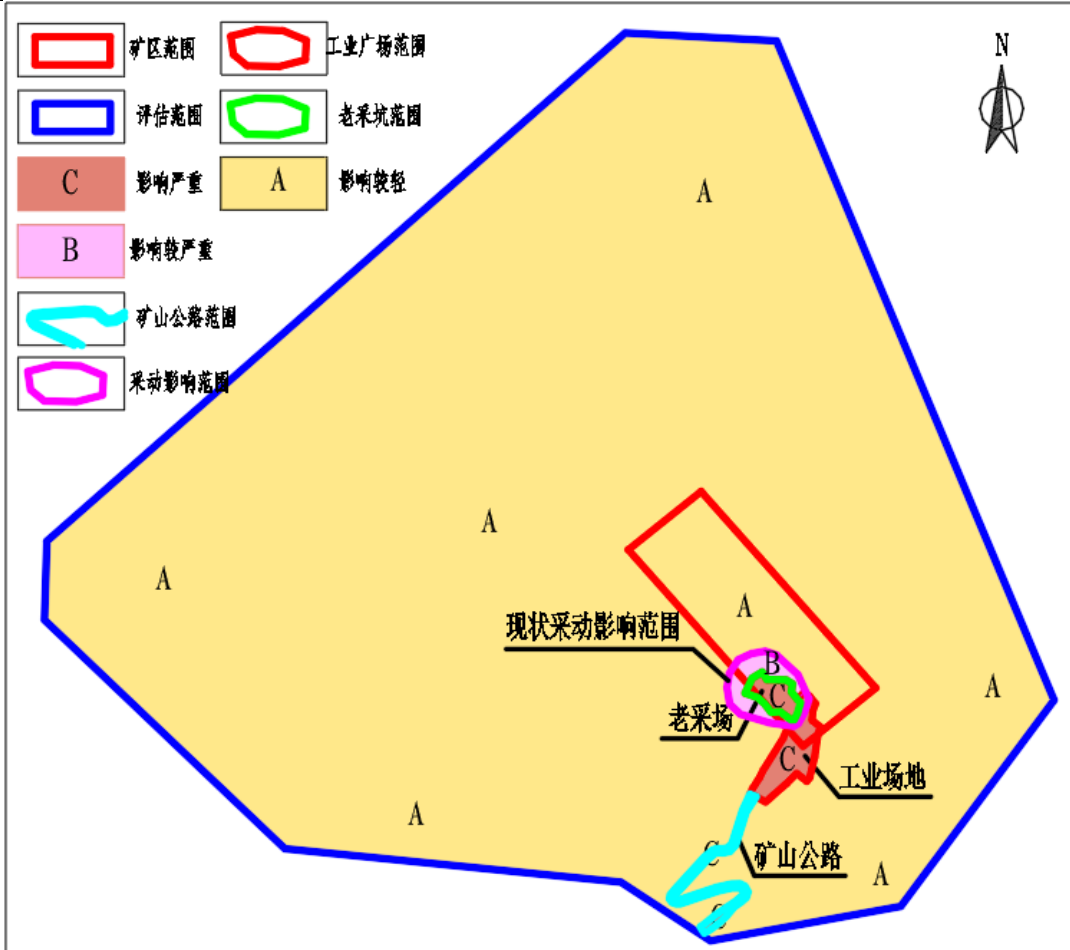 矿区范围
工业广场范围
N
评估范围
老采坑范围
C
影响严重
A
影响较轻
A
B
影响较严重
矿山公路范围
采动影响范围
A
A
A
现状采动影响范围
B
A
C
老采场
C
工业场地
A
C
矿山公路
A
C